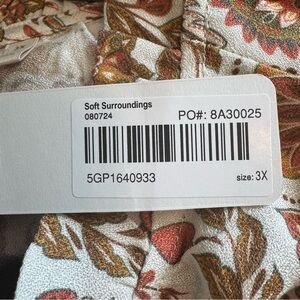 Soft Surroundings
080724
PO#: 8A30025
5GP1640933
size: 3X